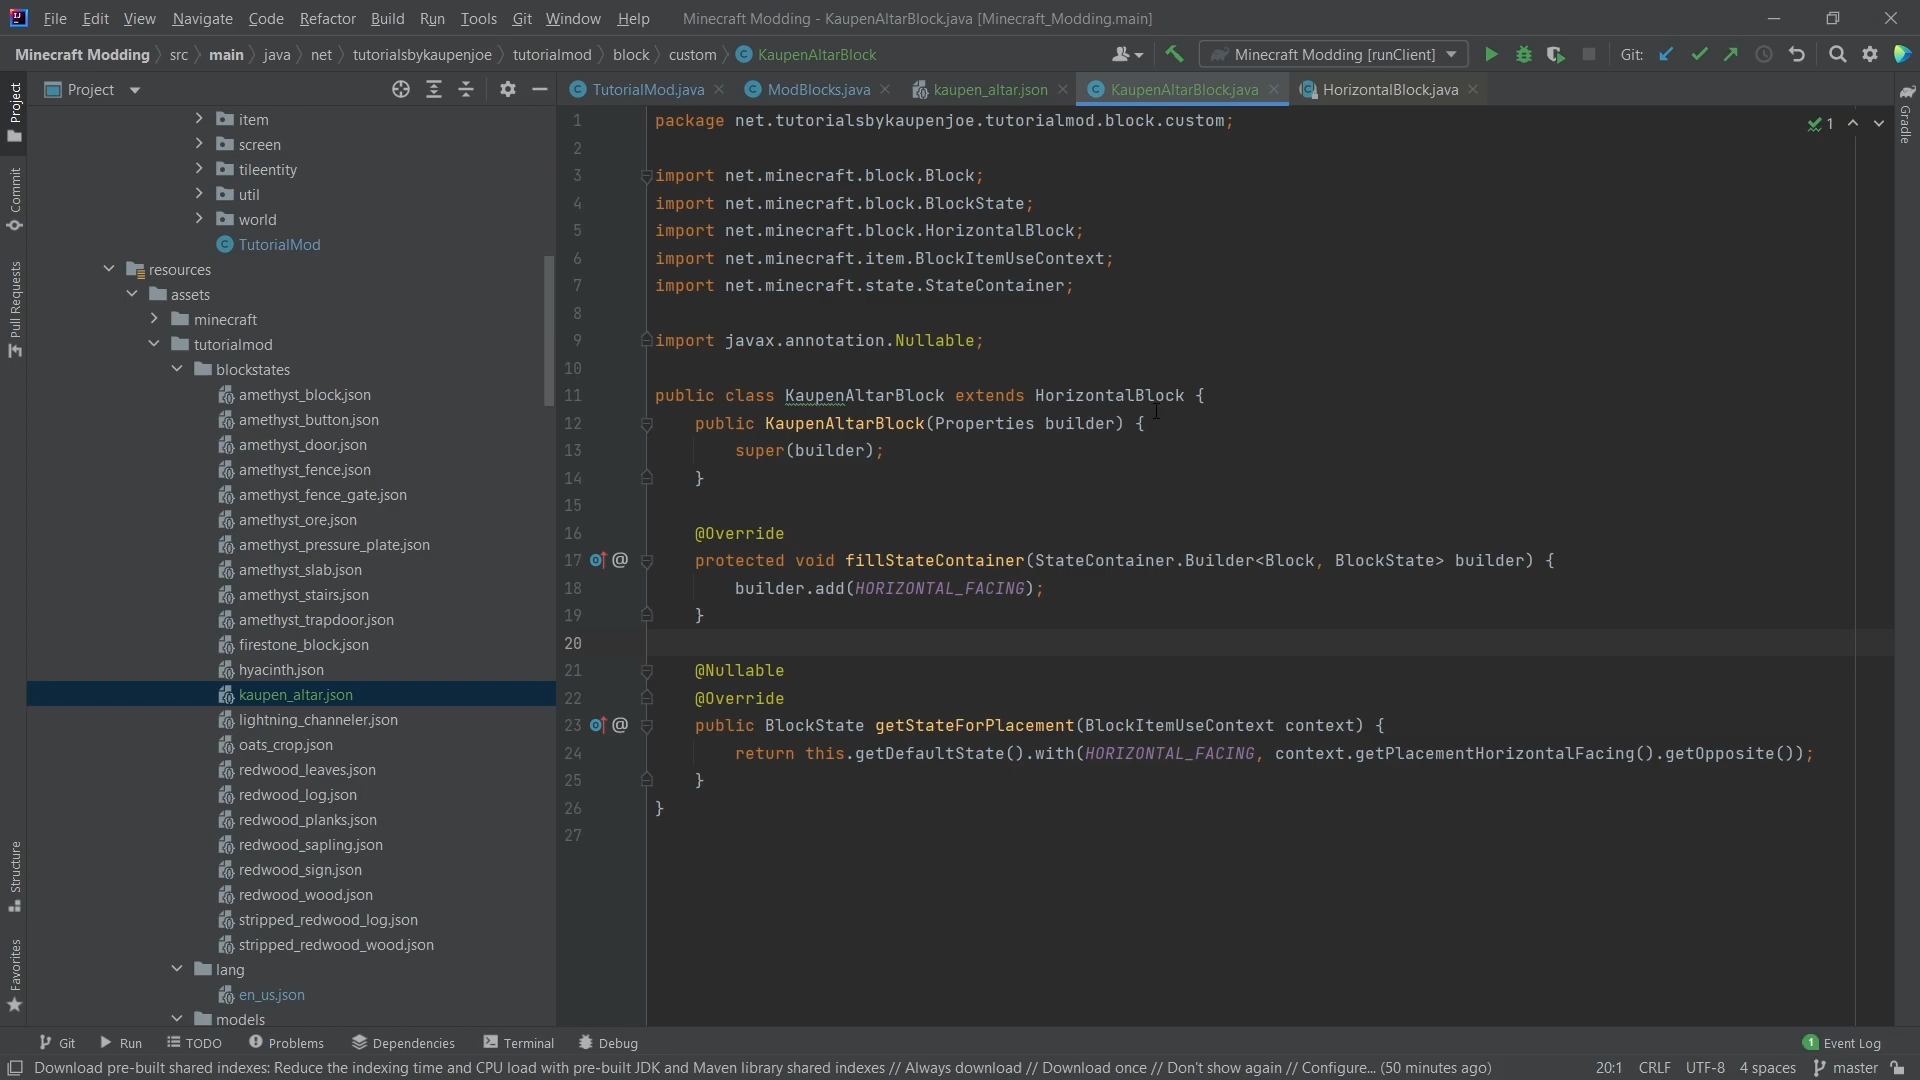 File Edit View Navigate Code Refactor Build Run Tools Git Window Help Minecraft Modding - KaupenAltarBlock.java [Minecraft_Modding.main]
Minecraft Modding src main java net tutorialsbykaupenjoe tutorialmod block custom KaupenAltarBlock Minecraft Modding [runClient] Git:
Project TutorialMod.java ModBlocks.java kaupen_altar.json KaupenAltarBlock.java HorizontalBlock.java
Project
Commit
Pull Requests
Structure
Favorites
Gradle
item
screen
tileentity
util
world
TutorialMod
resources
assets
minecraft
tutorialmod
blockstates
amethyst_block.json
amethyst_button.json
amethyst_door.json
amethyst_fence.json
amethyst_fence_gate.json
amethyst_ore.json
amethyst_pressure_plate.json
amethyst_slab.json
amethyst_stairs.json
amethyst_trapdoor.json
firestone_block.json
hyacinth.json
kaupen_altar.json
lightning_channeler.json
oats_crop.json
redwood_leaves.json
redwood_log.json
redwood_planks.json
redwood_sapling.json
redwood_sign.json
redwood_wood.json
stripped_redwood_log.json
stripped_redwood_wood.json
lang
en_us.json
models
1 package net.tutorialsbykaupenjoe.tutorialmod.block.custom; 1
2
3 import net.minecraft.block.Block;
4 import net.minecraft.block.BlockState;
5 import net.minecraft.block.HorizontalBlock;
6 import net.minecraft.item.BlockItemUseContext;
7 import net.minecraft.state.StateContainer;
8
9 import javax.annotation.Nullable;
10
11 public class KaupenAltarBlock extends HorizontalBlock {
12 public KaupenAltarBlock(Properties builder) {
13 super(builder);
14 }
15
16 @Override
17 @ protected void fillStateContainer(StateContainer.Builder<Block, BlockState> builder) {
18 builder.add(HORIZONTAL_FACING);
19 }
20
21 @Nullable
22 @Override
23 @ public BlockState getStateForPlacement(BlockItemUseContext context) {
24 return this.getDefaultState().with(HORIZONTAL_FACING, context.getPlacementHorizontalFacing().getOpposite());
25 }
26 }
27
Git Run TODO Problems Dependencies Terminal Debug 1 Event Log
Download pre-built shared indexes: Reduce the indexing time and CPU load with pre-built JDK and Maven library shared indexes // Always download // Download once // Don't show again // Configure... (50 minutes ago) 20:1 CRLF UTF-8 4 spaces master